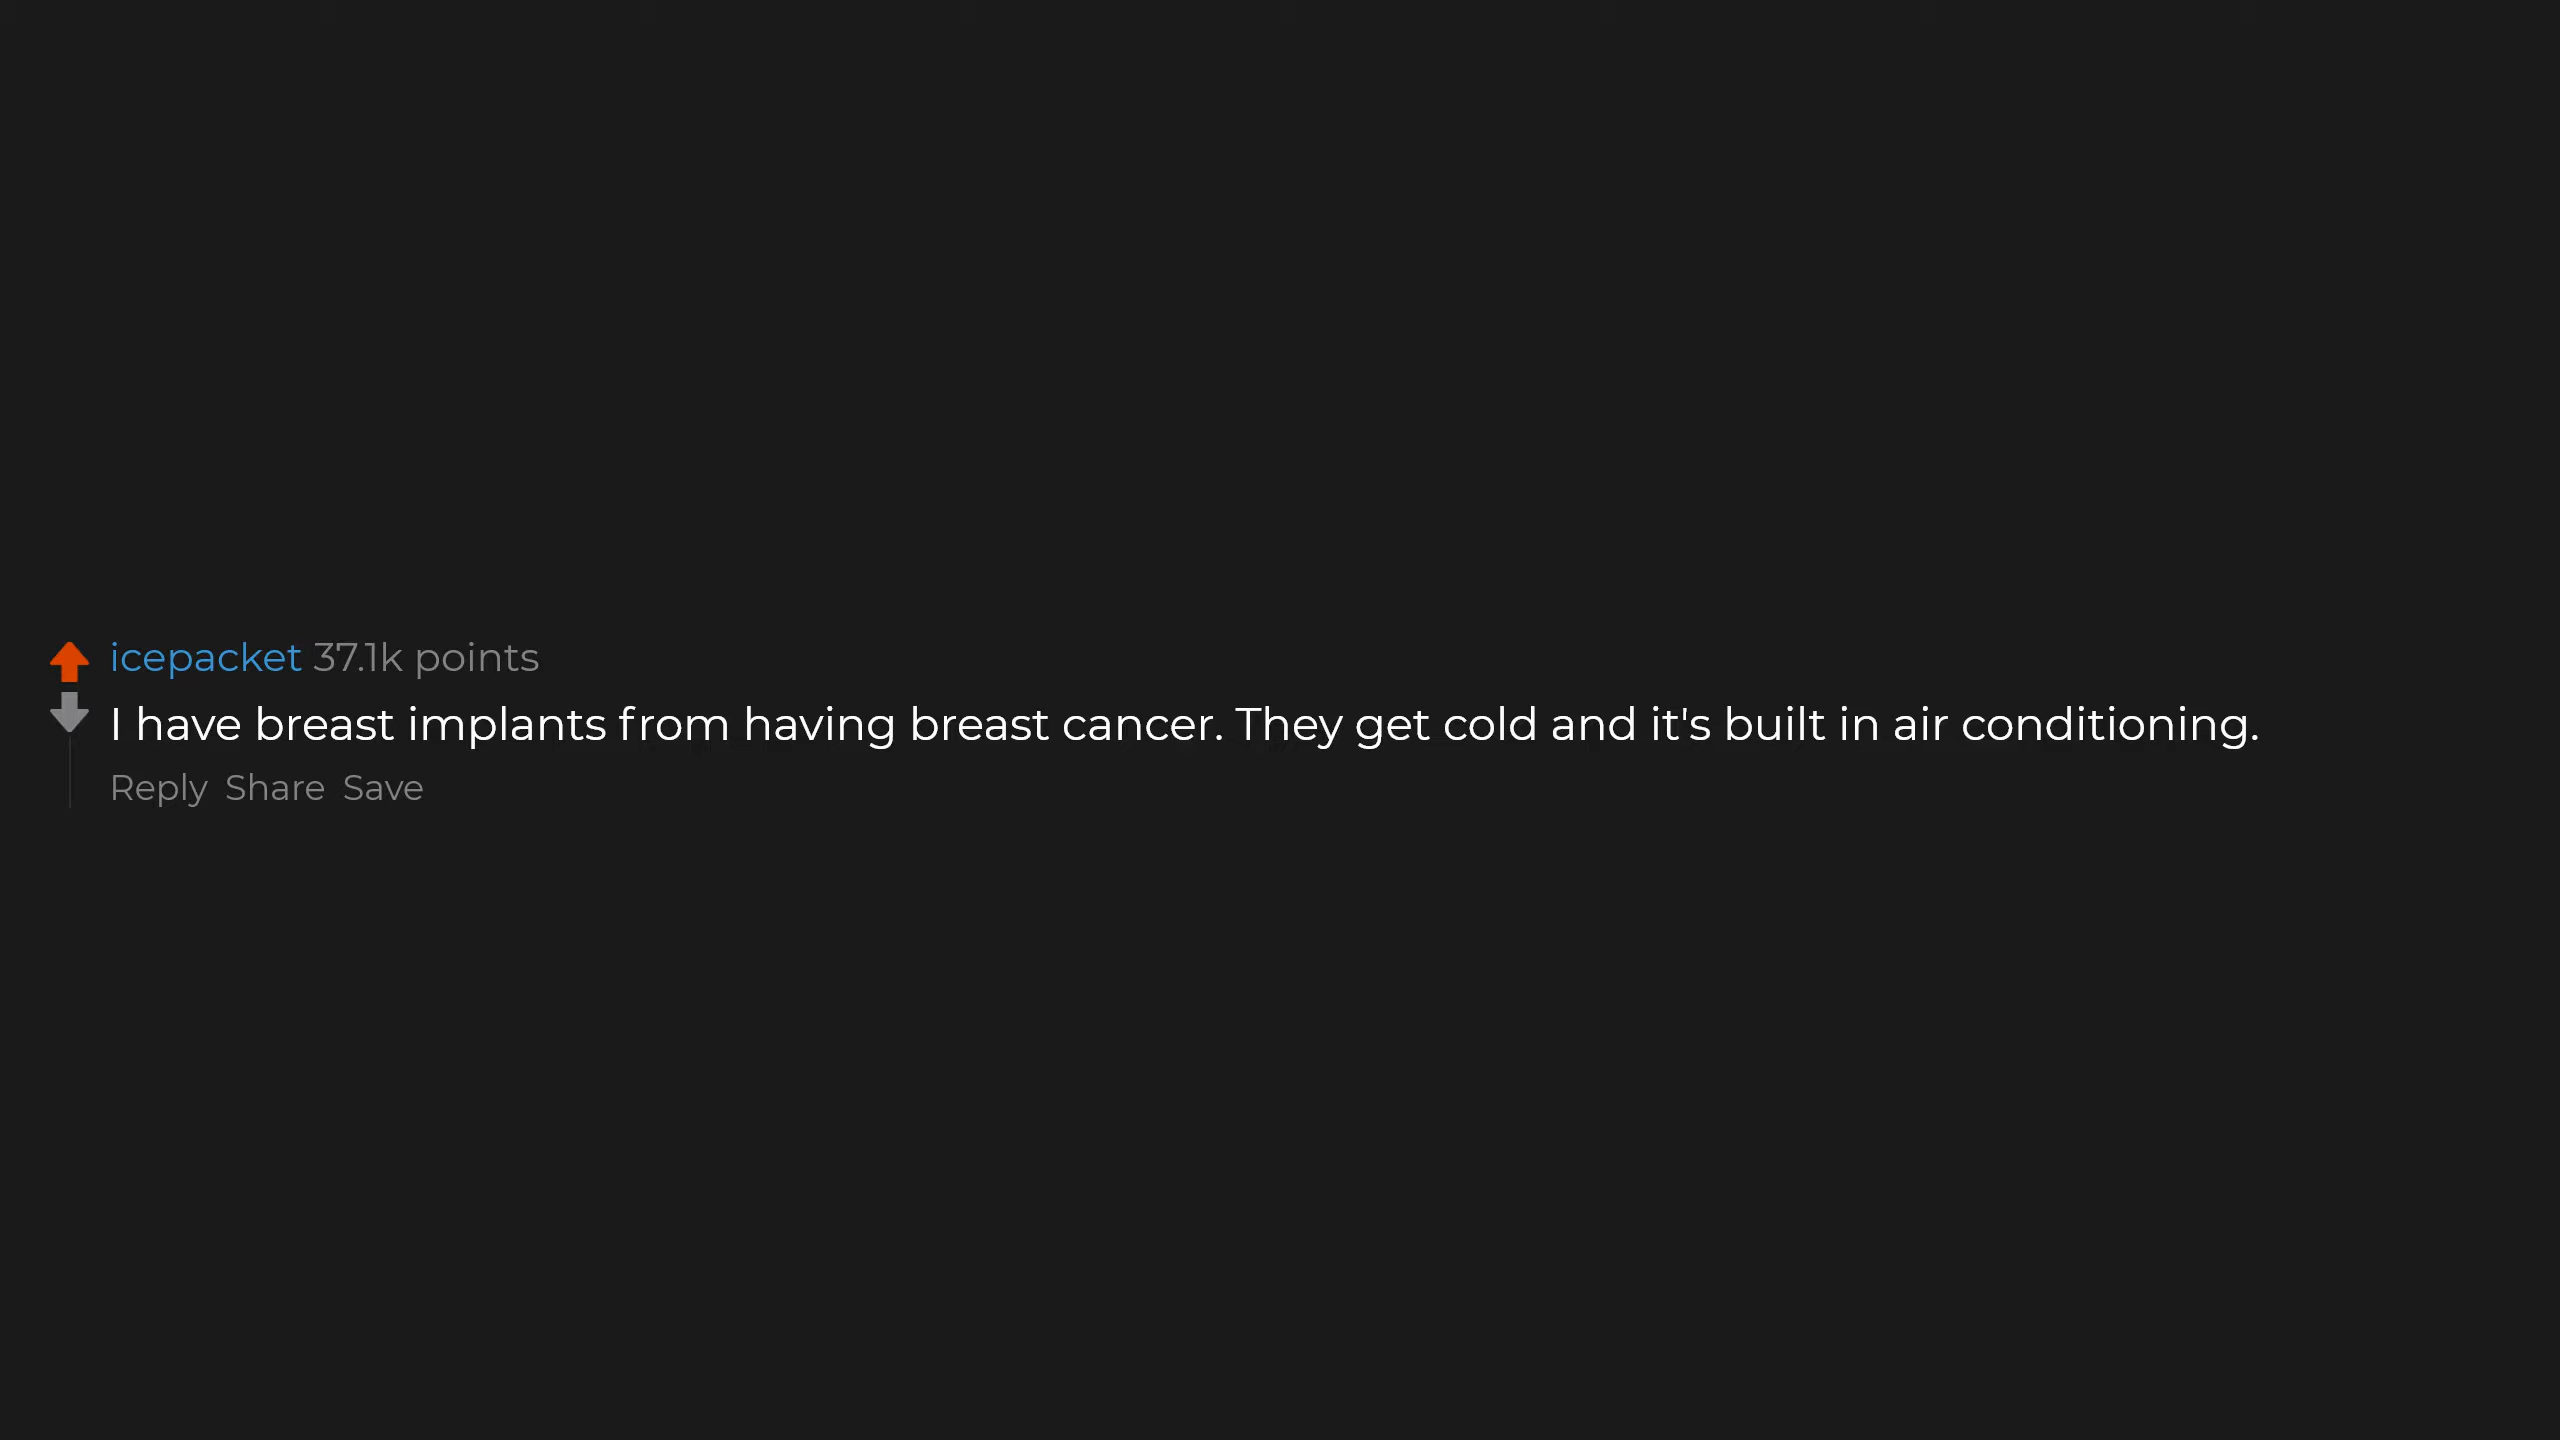 icepacket 37.1k points
I have breast implants from having breast cancer. They get cold and it's built in air conditioning.
Reply Share Save